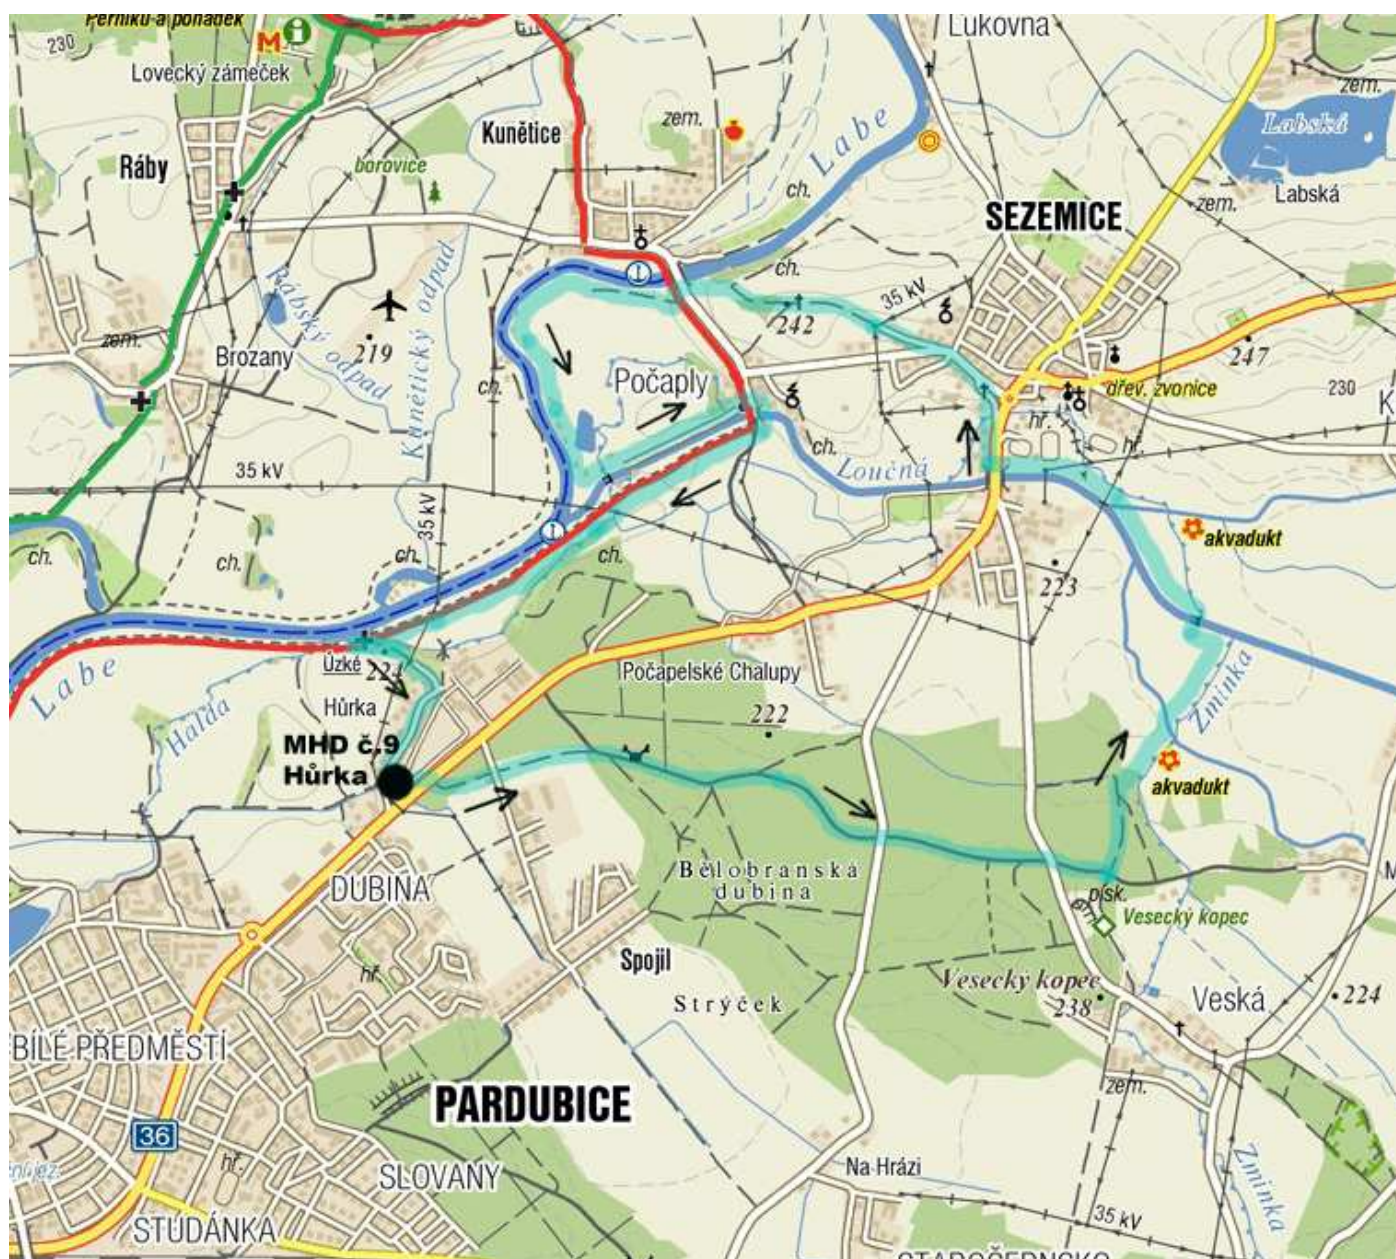 Perníku a pohádek
Lukovna
230
M
i
Lovecký zámeček
zem.
Labe
Kunětice
zem.
Labská
Ráby
borovice
ch.
zem.
Labská
SEZEMICE
ch.
Rábský odpad
Kunětický odpad
35 kV
242
zem.
219
Brozany
247
ch.
Počaply
dřev. zvonice
230
hř.
hř.
K
ch.
35 kV
Loučná
35 kV
ch.
ch.
ch.
ch.
akvadukt
223
Labe
Úzké
224
Počapelské Chalupy
Zminka
Halda
Hůrka
222
MHD č.9
Hůrka
akvadukt
Bělobranská
dubina
DUBINA
písk.
M
Vesecký kopec
hř.
Spojil
Vesecký kopec
238
Strýček
Veská
224
BÍLÉ PŘEDMĚSTÍ
zem.
PARDUBICE
36
hř.
Na Hrázi
SLOVANY
Zminka
STUDÁNKA
35 kV
STAROČERNSKO